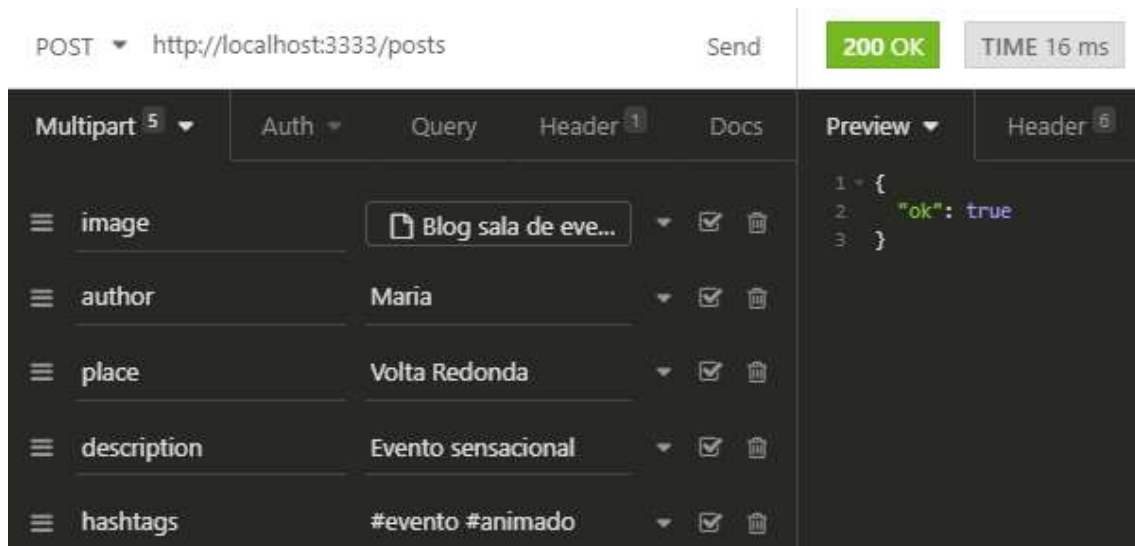 POST http://localhost:3333/posts Send 200 OK TIME 16 ms
Multipart 5 Auth Query Header 1 Docs Preview Header 6
image Blog sala de eve...
author Maria
place Volta Redonda
description Evento sensacional
hashtags #evento #animado
1 {
2 "ok": true
3 }